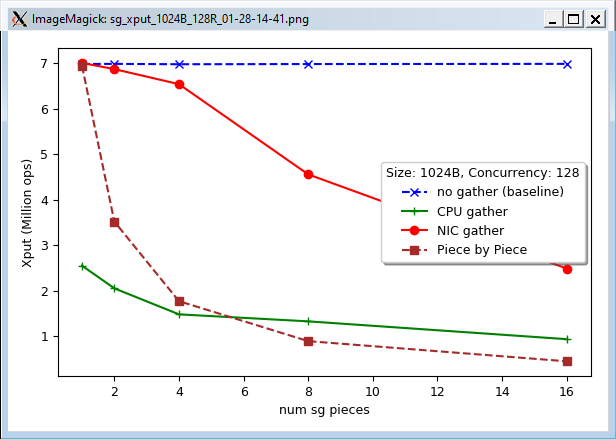 ImageMagick: sg_xput_1024B_128R_01-28-14-41.png
7
6
5
4
3
2
1
Xput (Million ops)
Size: 1024B, Concurrency: 128
no gather (baseline)
CPU gather
NIC gather
Piece by Piece
2 4 6 8 10 12 14 16
num sg pieces